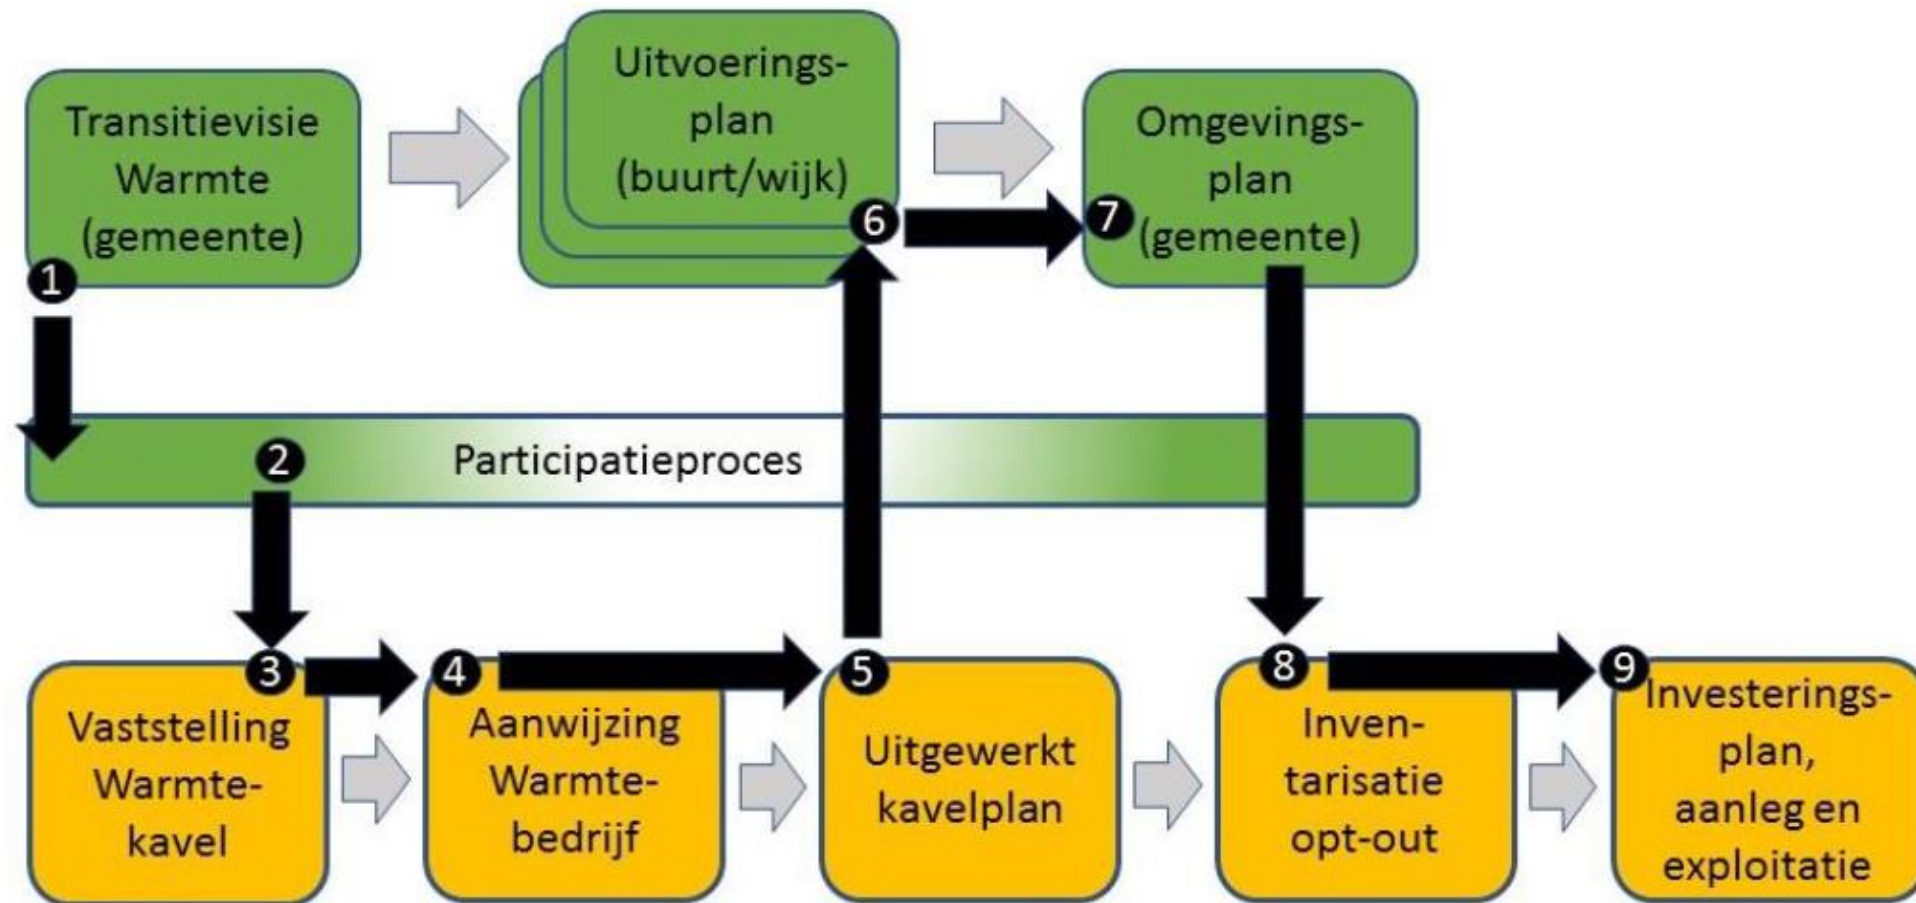 Transitievisie
Warmte
(gemeente)
1
Uitvoerings-
plan
(buurt/wijk)
6
Omgevings-
plan
(gemeente)
7
2
Participatieproces
3
Vaststelling
Warmte-
kavel
4
Aanwijzing
Warmte-
bedrijf
5
Uitgewerkt
kavelplan
8
Inven-
tarisatie
opt-out
9
Investerings-
plan,
aanleg en
exploitatie